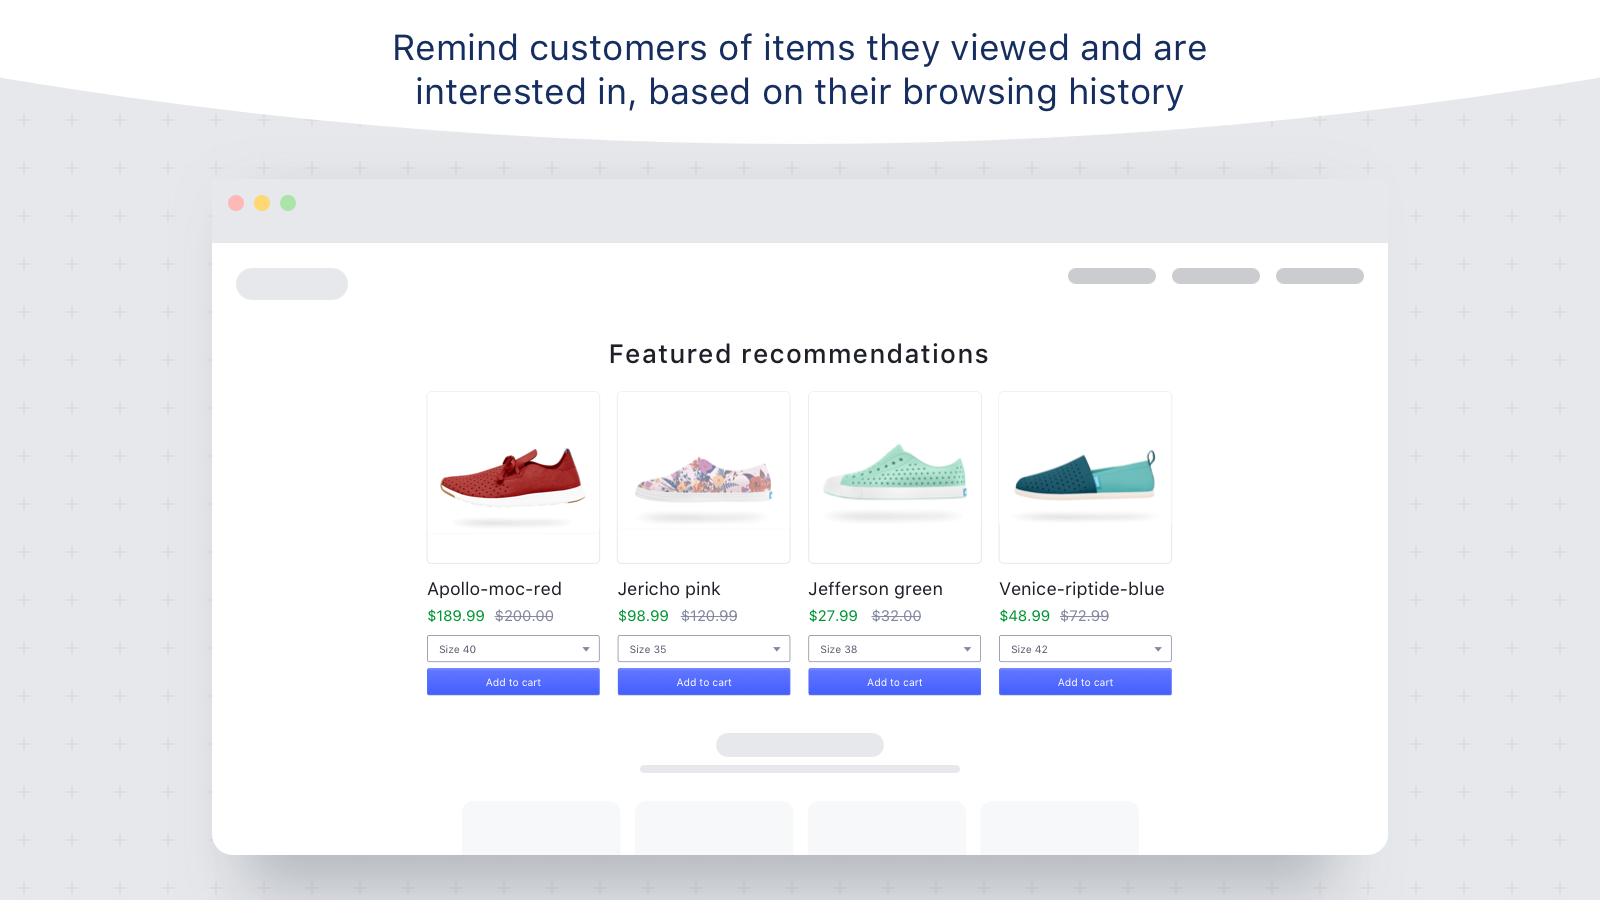 Remind customers of items they viewed and are
interested in, based on their browsing history
Featured recommendations
Apollo-moc-red
$189.99 $200.00
Size 40
Add to cart
Jericho pink
$98.99 $120.99
Size 35
Add to cart
Jefferson green
$27.99 $32.00
Size 38
Add to cart
Venice-riptide-blue
$48.99 $72.99
Size 42
Add to cart